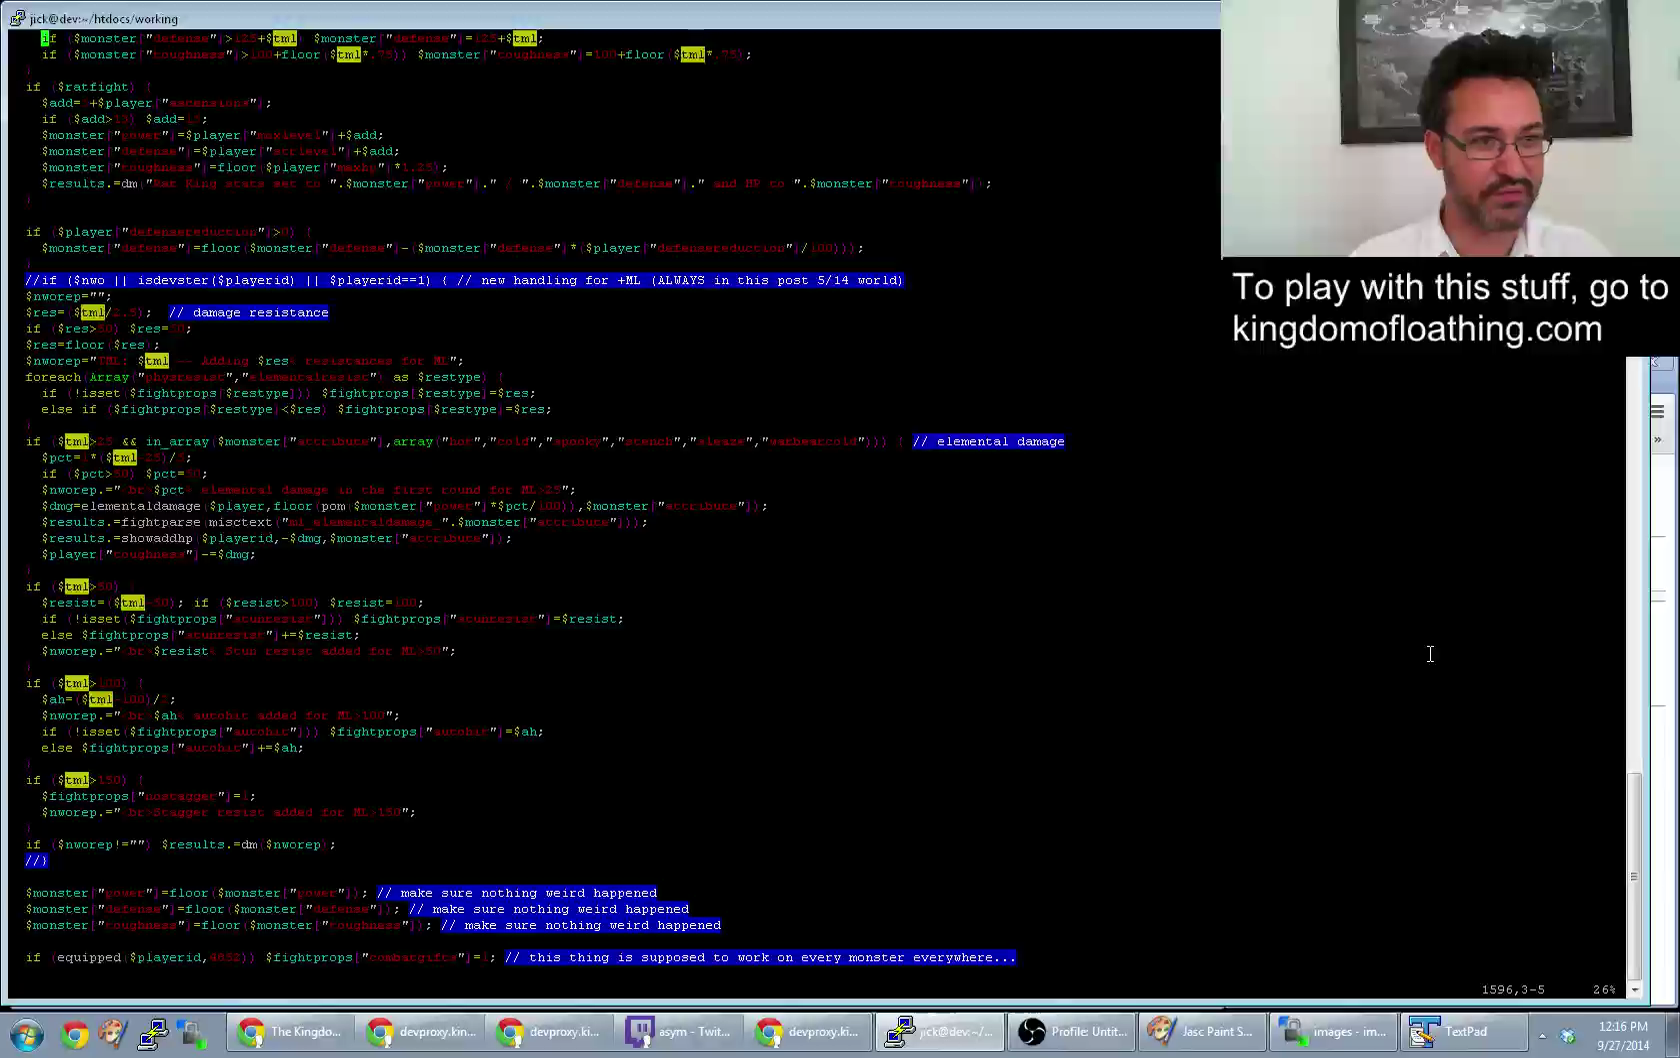 jick@dev:~/htdocs/working
if ($monster["defense"]>125+$tml) $monster["defense"]=125+$tml;
if ($monster["toughness"]>100+floor($tml*.75)) $monster["toughness"]=100+floor($tml*.75);
}
if ($ratfight) {
$player["ascensions"];
$monster["power"]=$player["maxlevel"]+$add;
$monster["defense"]=$player["atklevel"]+$add;
$monster["toughness"]=floor($player["maxhp"]*1.25);
$results.=dm("Rat King stats set to ".$monster["power"]." / ".$monster["defense"]." and HP to ".$monster["toughness"]);
}
if ($player["defensereduction"]>0) {
$monster["defense"]=floor($monster["defense"]-($monster["defense"]*($player["defensereduction"]/100)));
}
//if ($nwo || isdevster($playerid) || $playerid==1) { // new handling for +ML (ALWAYS in this post 5/14 world)
$nworep="";
$res=($tml/2.5); // damage resistance
if ($res>50) $res=50;
$res=floor($res);
$nworep="TML: $tml -- Adding $res% resistances for ML";
foreach(Array("physresist","elementalresist") as $restype) {
if (!isset($fightprops[$restype])) $fightprops[$restype]=$res;
else if ($fightprops[$restype]<$res) $fightprops[$restype]=$res;
}
if ($tml>25 && in_array($monster["attribute"],array("hot","cold","spooky","stench","sleaze","warbearcold"))) { // elemental damage
if ($pct>50) $pct=50;
$nworep.="<br>$pct% elemental damage in the first round for ML>25";
$dmg=elementaldamage($player,floor(pom($monster["power"]*$pct/100)),$monster["attribute"]);
$results.=fightparse(misctext("ml_elementaldamage_".$monster["attribute"]));
$results.=showaddhp($playerid,-$dmg,$monster["attribute"]);
$player["toughness"]-=$dmg;
}
if ($tml>50) {
$resist=($tml-50); if ($resist>100) $resist=100;
if (!isset($fightprops["stunresist"])) $fightprops["stunresist"]=$resist;
else $fightprops["stunresist"]+=$resist;
$nworep.="<br>$resist% Stun resist added for ML>50";
}
if ($tml>100) {
$ah=($tml-100)/2;
$nworep.="<br>$ah% autohit added for ML>100";
if (!isset($fightprops["autohit"])) $fightprops["autohit"]=$ah;
else $fightprops["autohit"]+=$ah;
}
if ($tml>150) {
$fightprops["nostagger"]=1;
$nworep.="<br>Stagger resist added for ML>150";
}
if ($nworep!="") $results.=dm($nworep);
//}
$monster["power"]=floor($monster["power"]); // make sure nothing weird happened
$monster["defense"]=floor($monster["defense"]); // make sure nothing weird happened
$monster["toughness"]=floor($monster["toughness"]); // make sure nothing weird happened
if (equipped($playerid,4852)) $fightprops["combatgifts"]=1; // this thing is supposed to work on every monster everywhere...
1596,3-5 26%
To play with this stuff, go to
kingdomofloathing.com
The Kingdo...
devproxy.kin...
devproxy.ki...
asym - Twit...
devproxy.ki...
jick@dev:~/...
Profile: Untit...
Jasc Paint S...
images - im...
TextPad
12:16 PM
9/27/2014